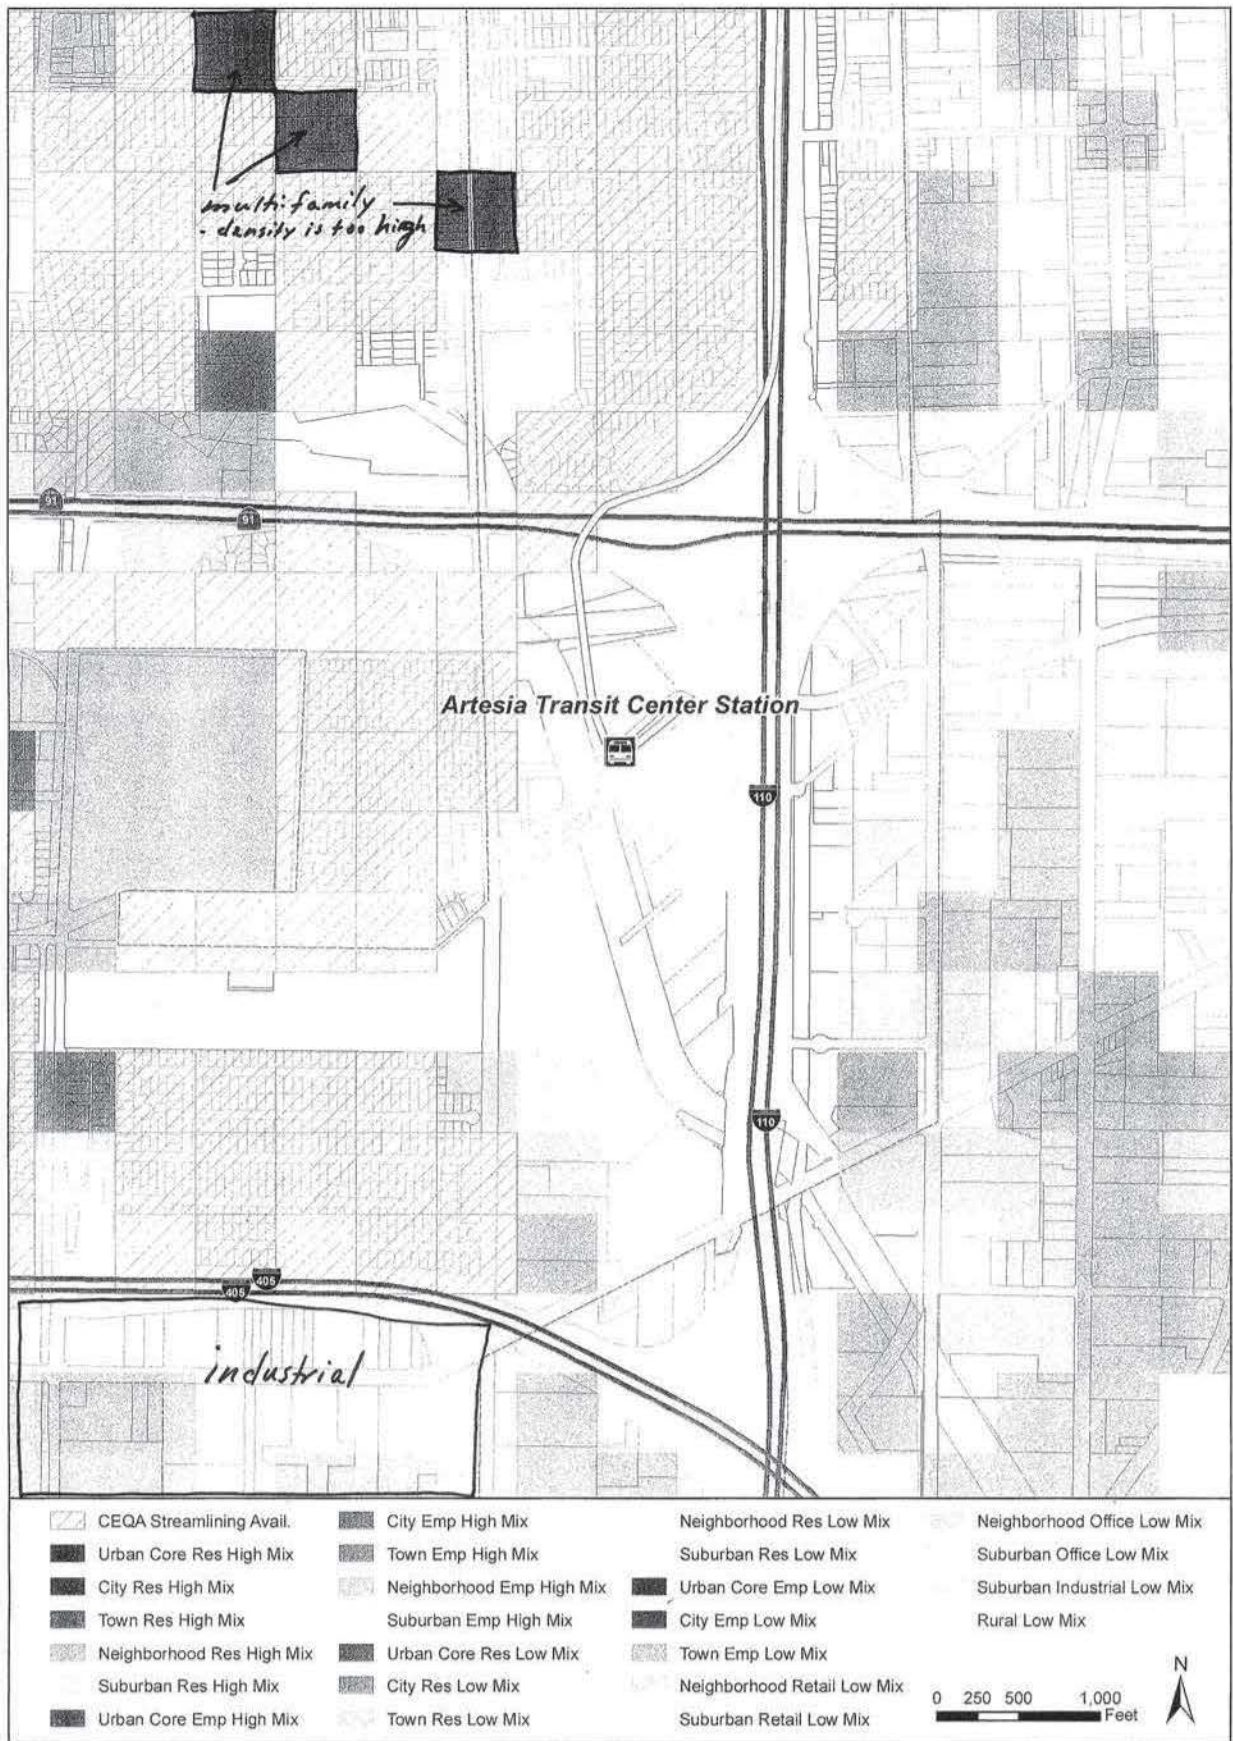 multi-family
- density is too high
91
91
Artesia Transit Center Station
110
110
405
405
industrial
CEQA Streamlining Avail.
Urban Core Res High Mix
City Res High Mix
Town Res High Mix
Neighborhood Res High Mix
Suburban Res High Mix
Urban Core Emp High Mix
City Emp High Mix
Town Emp High Mix
Neighborhood Emp High Mix
Suburban Emp High Mix
Urban Core Res Low Mix
City Res Low Mix
Town Res Low Mix
Neighborhood Res Low Mix
Suburban Res Low Mix
Urban Core Emp Low Mix
City Emp Low Mix
Town Emp Low Mix
Neighborhood Retail Low Mix
Suburban Retail Low Mix
Neighborhood Office Low Mix
Suburban Office Low Mix
Suburban Industrial Low Mix
Rural Low Mix
N
0 250 500 1,000
Feet